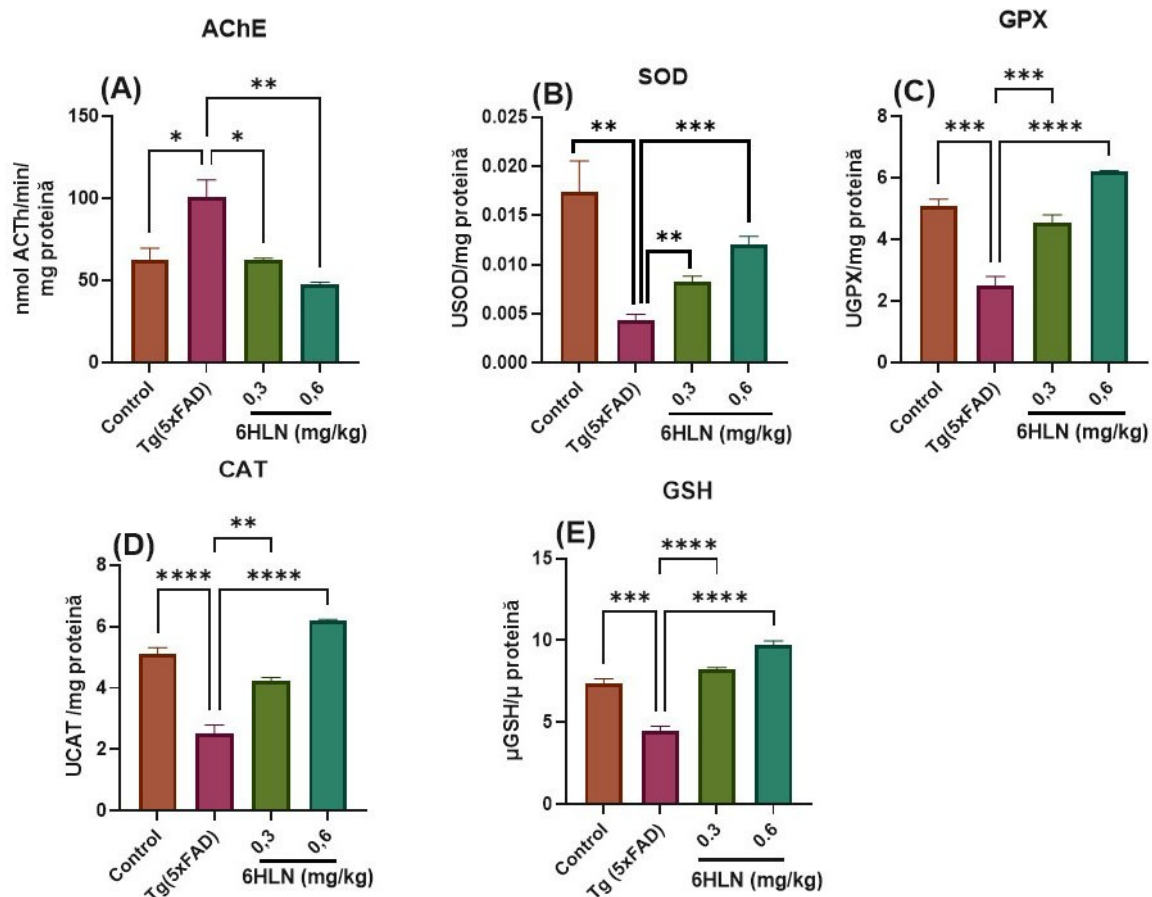 AChE
(A)
nmol ACTh/min/
mg proteină
150
100
50
0
*
*
**
Control
Tg(5xFAD)
0,3
0,6
6HLN (mg/kg)
SOD
(B)
USOD/mg proteină
0.025
0.020
0.015
0.010
0.005
0.000
**
***
**
Control
Tg(5xFAD)
0,3
0,6
6HLN (mg/kg)
GPX
(C)
UGPX/mg proteină
8
6
4
2
0
***
***
****
Control
Tg(5xFAD)
0,3
0,6
6HLN (mg/kg)
CAT
(D)
UCAT /mg proteină
8
6
4
2
0
**
****
****
Control
Tg(5xFAD)
0,3
0,6
6HLN (mg/kg)
GSH
(E)
µGSH/µ proteină
15
10
5
0
****
***
****
Control
Tg (5xFAD)
0.3
0.6
6HLN (mg/kg)